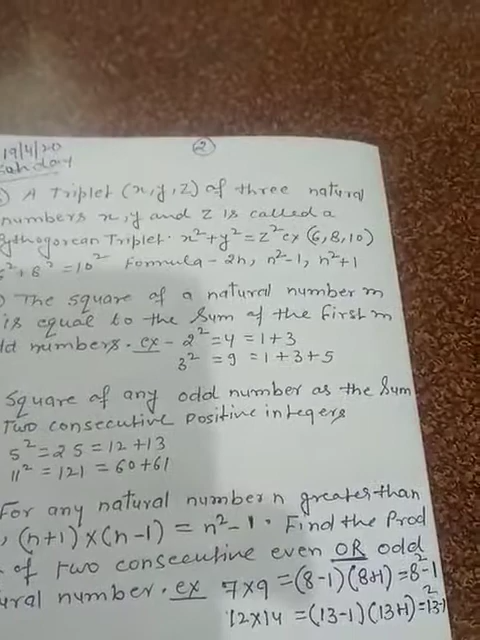 19/4/20
2
A Triplet (x,y,z) of three natural
numbers x,y and z is called a
ythogorean Triplet. x²+y²=z² ex (6,8,10)
²+8²=10² Formula - 2n, n²-1, n²+1
The square of a natural number m
is equal to the sum of the first m
dd numbers. ex - 2²=4 =1+3
3²=9 =1+3+5
Square of any odd number as the Sum
Two consecutive positive integers
5²=25=12+13
11²=121=60+61
For any natural number n greater than
, (n+1)×(n-1) = n²-1. Find the Prod
of two consecutive even OR odd
ural number. ex 7×9 =(8-1)(8+1)=8²-1
12×14 =(13-1)(13+1)=13²-1